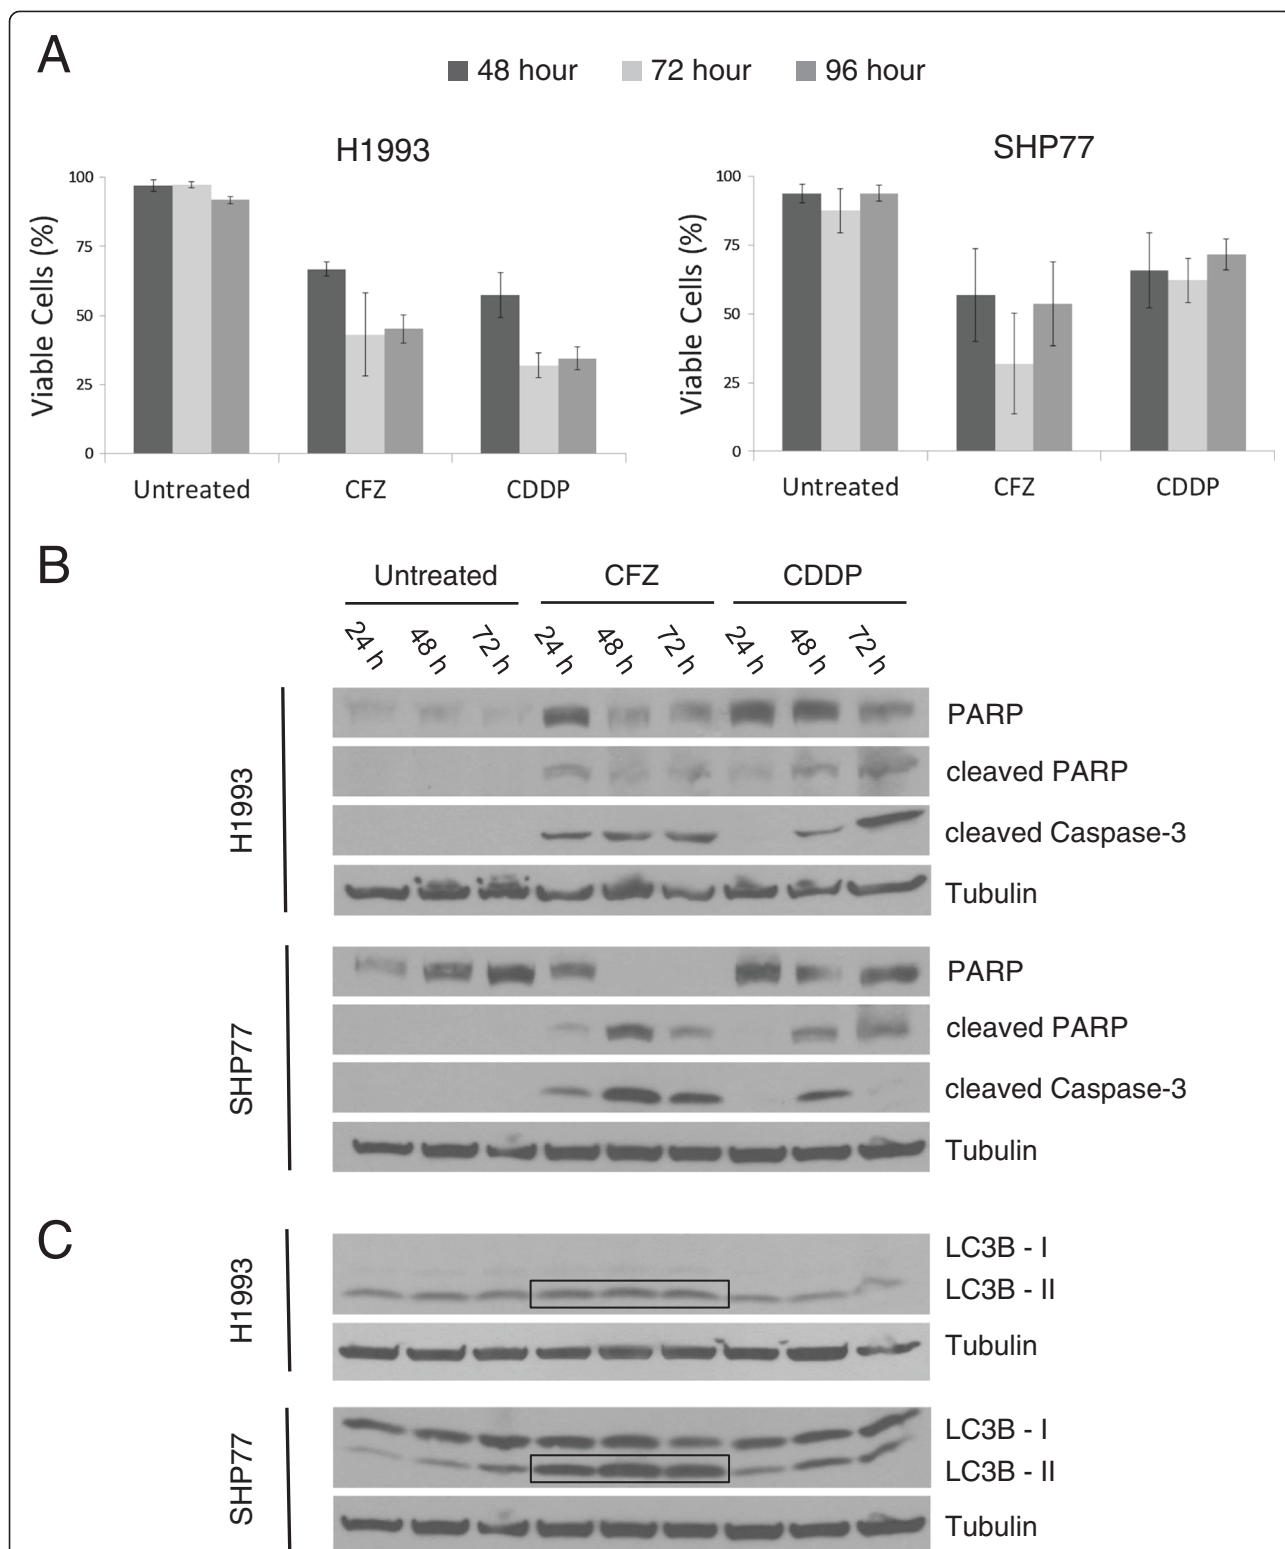 A
48 hour 72 hour 96 hour
H1993
Viable Cells (%)
100
75
50
25
0
Untreated CFZ CDDP
SHP77
Viable Cells (%)
100
75
50
25
0
Untreated CFZ CDDP
B
Untreated CFZ CDDP
24 h 48 h 72 h 24 h 48 h 72 h 24 h 48 h 72 h
H1993
PARP
cleaved PARP
cleaved Caspase-3
Tubulin
SHP77
PARP
cleaved PARP
cleaved Caspase-3
Tubulin
C
H1993
LC3B - I
LC3B - II
Tubulin
SHP77
LC3B - I
LC3B - II
Tubulin